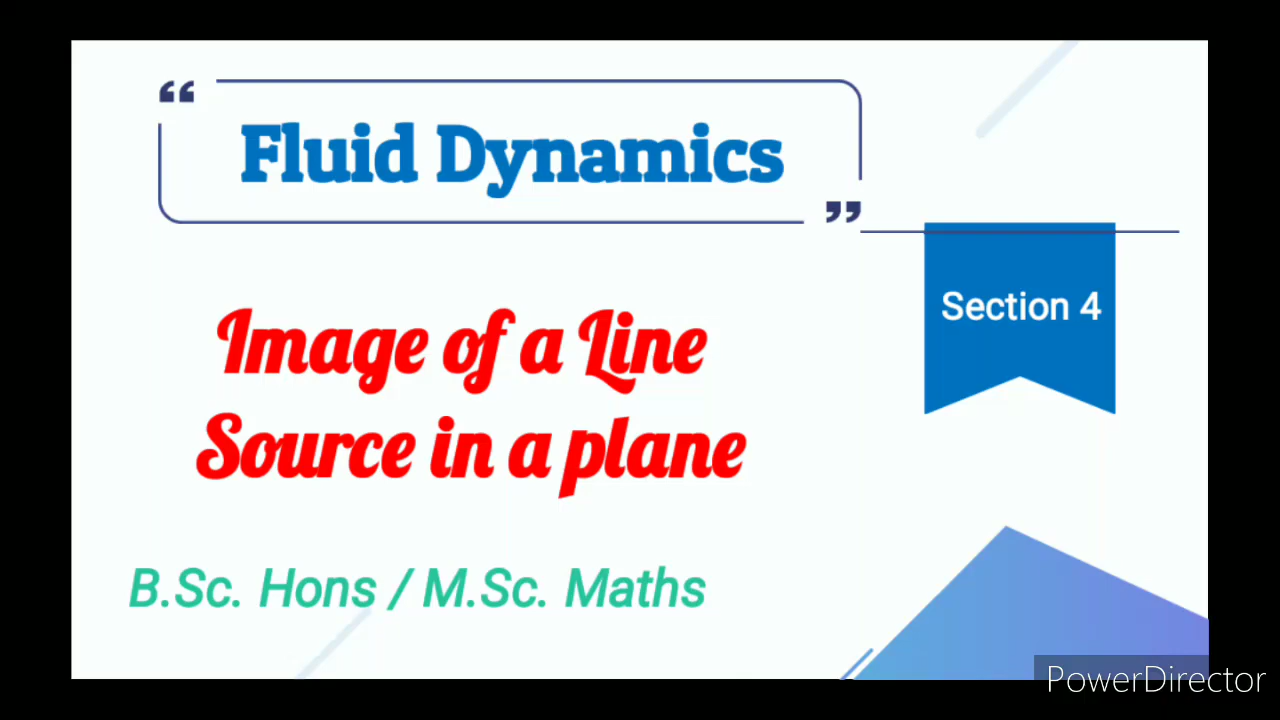 “
Fluid Dynamics
”
Section 4
Image of a Line
Source in a plane
B.Sc. Hons / M.Sc. Maths
PowerDirector